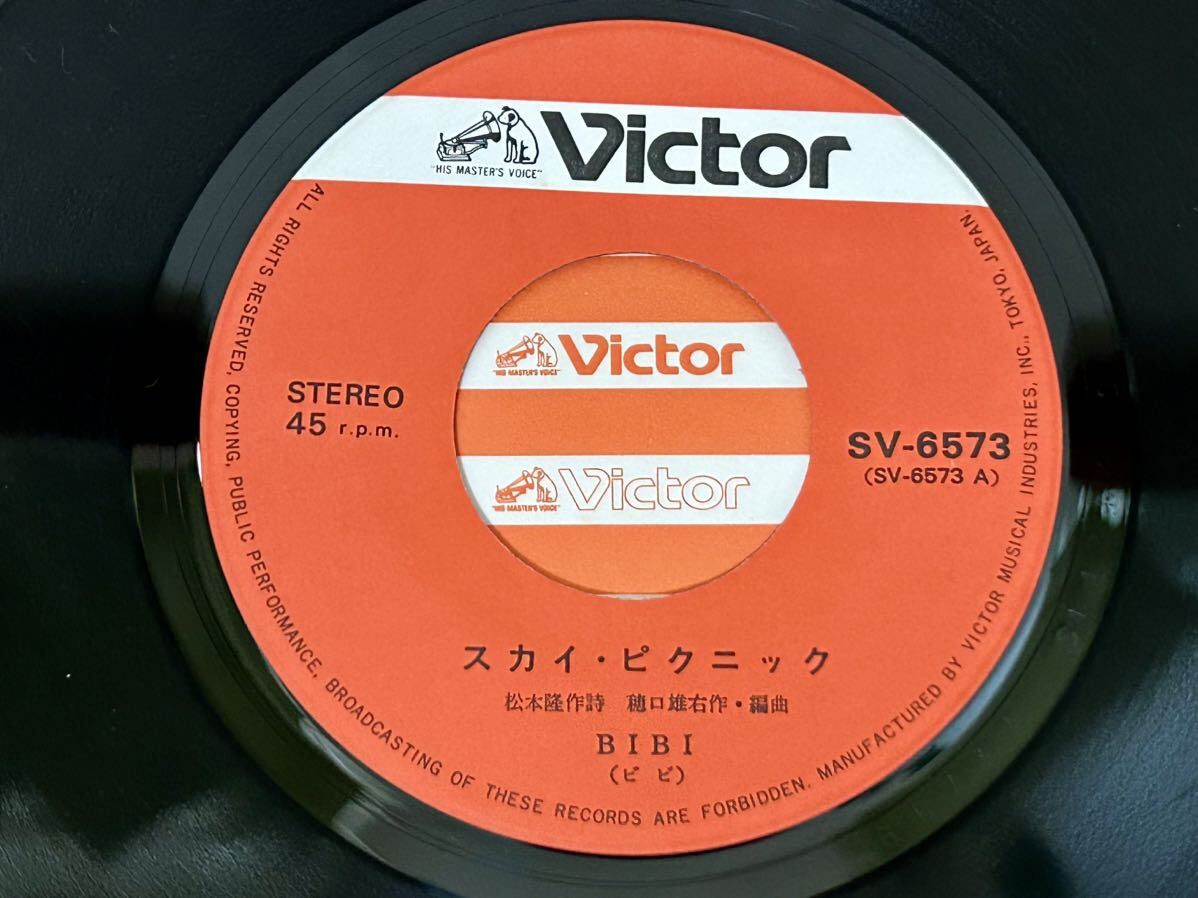 "HIS MASTER'S VOICE"
Victor
STEREO
45 r.p.m.
"HIS MASTER'S VOICE"
Victor
"HIS MASTER'S VOICE"
Victor
SV-6573
(SV-6573 A)
スカイ・ピクニック
松本隆作詩 穂口雄右作・編曲
BIBI
(ビビ)
ALL RIGHTS RESERVED, COPYING, PUBLIC PERFORMANCE, BROADCASTING OF THESE RECORDS ARE FORBIDDEN. MANUFACTURED BY VICTOR MUSICAL INDUSTRIES, INC., TOKYO, JAPAN.